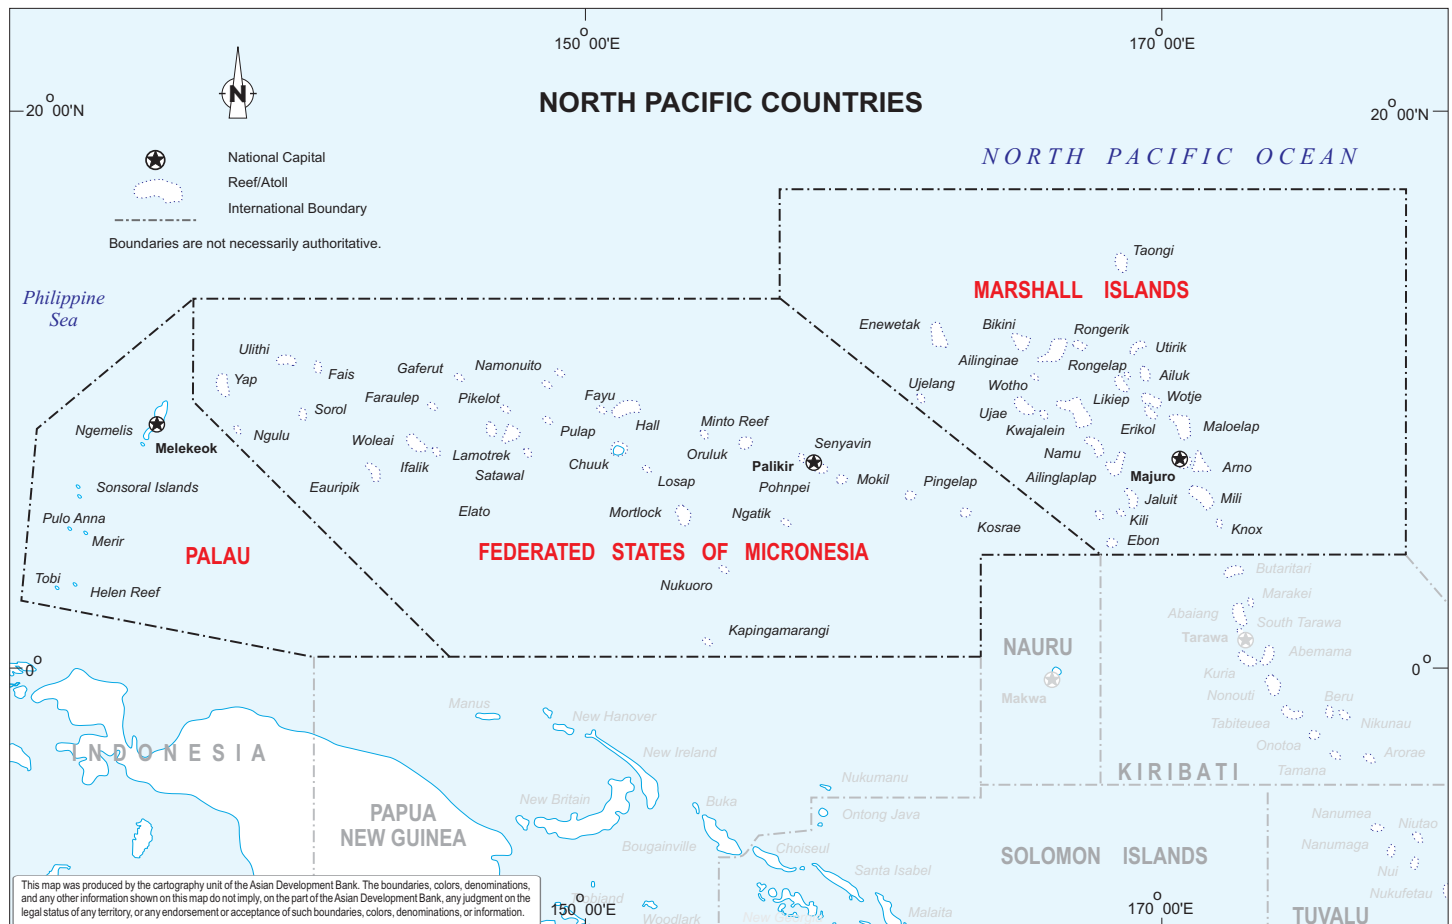 150°00'E
170°00'E
20°00'N
NORTH PACIFIC COUNTRIES
20°00'N
N
NORTH PACIFIC OCEAN
National Capital
Reef/Atoll
International Boundary
Boundaries are not necessarily authoritative.
Philippine
Sea
Taongi
MARSHALL ISLANDS
Enewetak
Bikini
Rongerik
Utirik
Ailinginae
Rongelap
Ailuk
Ujelang
Wotho
Likiep
Wotje
Ujae
Kwajalein
Erikol
Maloelap
Namu
Ailinglaplap
Majuro
Arno
Jaluit
Mili
Kili
Knox
Ebon
Ulithi
Yap
Fais
Gaferut
Namonuito
Faraulep
Pikelot
Fayu
Sorol
Hall
Ngulu
Woleai
Pulap
Minto Reef
Senyavin
Ifalik
Lamotrek
Chuuk
Oruluk
Palikir
Satawal
Losap
Pohnpei
Mokil
Pingelap
Eauripik
Elato
Mortlock
Ngatik
Kosrae
FEDERATED STATES OF MICRONESIA
Nukuoro
Kapingamarangi
Ngemelis
Melekeok
Sonsoral Islands
Pulo Anna
Merir
PALAU
Tobi
Helen Reef
0°
0°
Butaritari
Marakei
Abaiang
South Tarawa
Tarawa
NAURU
Abemama
Kuria
Makwa
Nonouti
Beru
Tabiteuea
Nikunau
Onotoa
Arorae
Tamana
KIRIBATI
Manus
New Hanover
New Ireland
INDONESIA
Nukumanu
New Britain
Buka
Ontong Java
PAPUA
NEW GUINEA
Nanumea
Niutao
Bougainville
Choiseul
Nanumaga
SOLOMON ISLANDS
Santa Isabel
Nui
Nukufetau
Woodlark
Malaita
TUVALU
150°00'E
170°00'E
This map was produced by the cartography unit of the Asian Development Bank. The boundaries, colors, denominations,
and any other information shown on this map do not imply, on the part of the Asian Development Bank, any judgment on the
legal status of any territory, or any endorsement or acceptance of such boundaries, colors, denominations, or information.